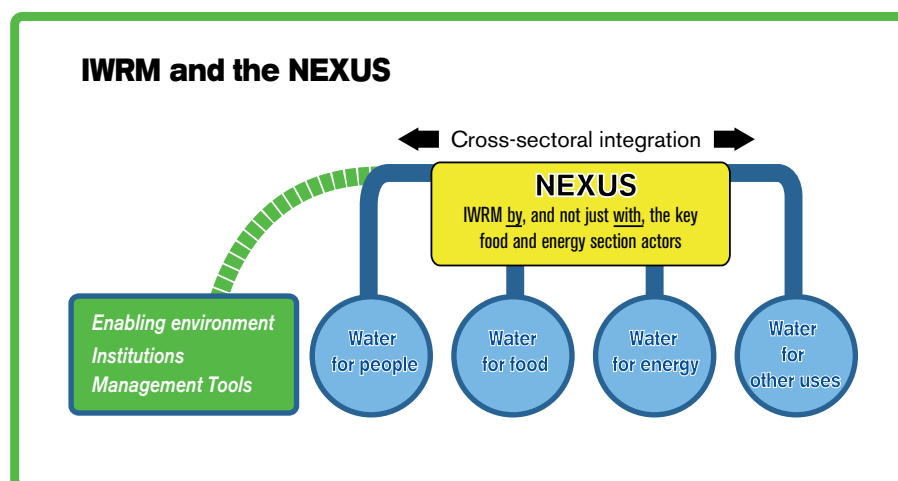 IWRM and the NEXUS
Cross-sectoral integration
NEXUS
IWRM by, and not just with, the key
food and energy section actors
Enabling environment
Institutions
Management Tools
Water
for people
Water
for food
Water
for energy
Water
for
other uses